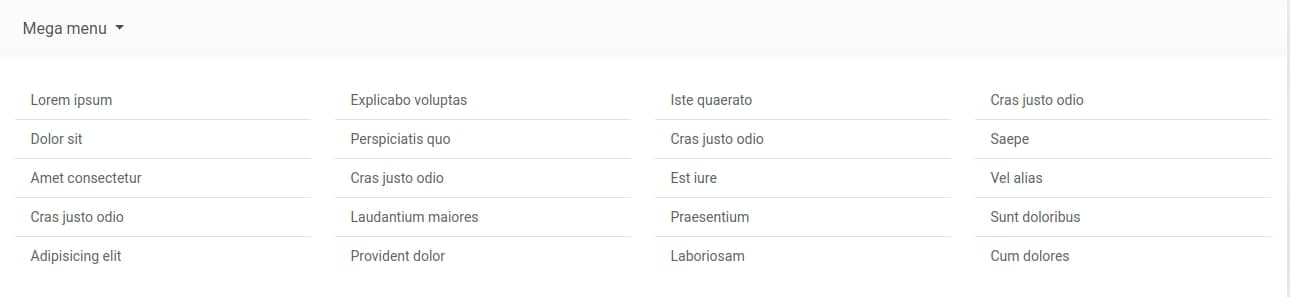 Mega menu
Lorem ipsum
Dolor sit
Amet consectetur
Cras justo odio
Adipisicing elit
Explicabo voluptas
Perspiciatis quo
Cras justo odio
Laudantium maiores
Provident dolor
Iste quaerato
Cras justo odio
Est iure
Praesentium
Laboriosam
Cras justo odio
Saepe
Vel alias
Sunt doloribus
Cum dolores